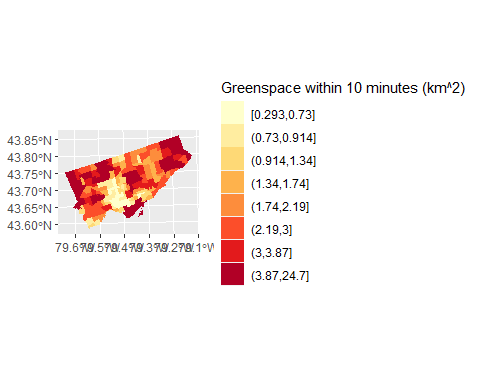 Greenspace within 10 minutes (km^2)
[0.293,0.73]
(0.73,0.914]
(0.914,1.34]
(1.34,1.74]
(1.74,2.19]
(2.19,3]
(3,3.87]
(3.87,24.7]
43.85°N
43.80°N
43.75°N
43.70°N
43.65°N
43.60°N